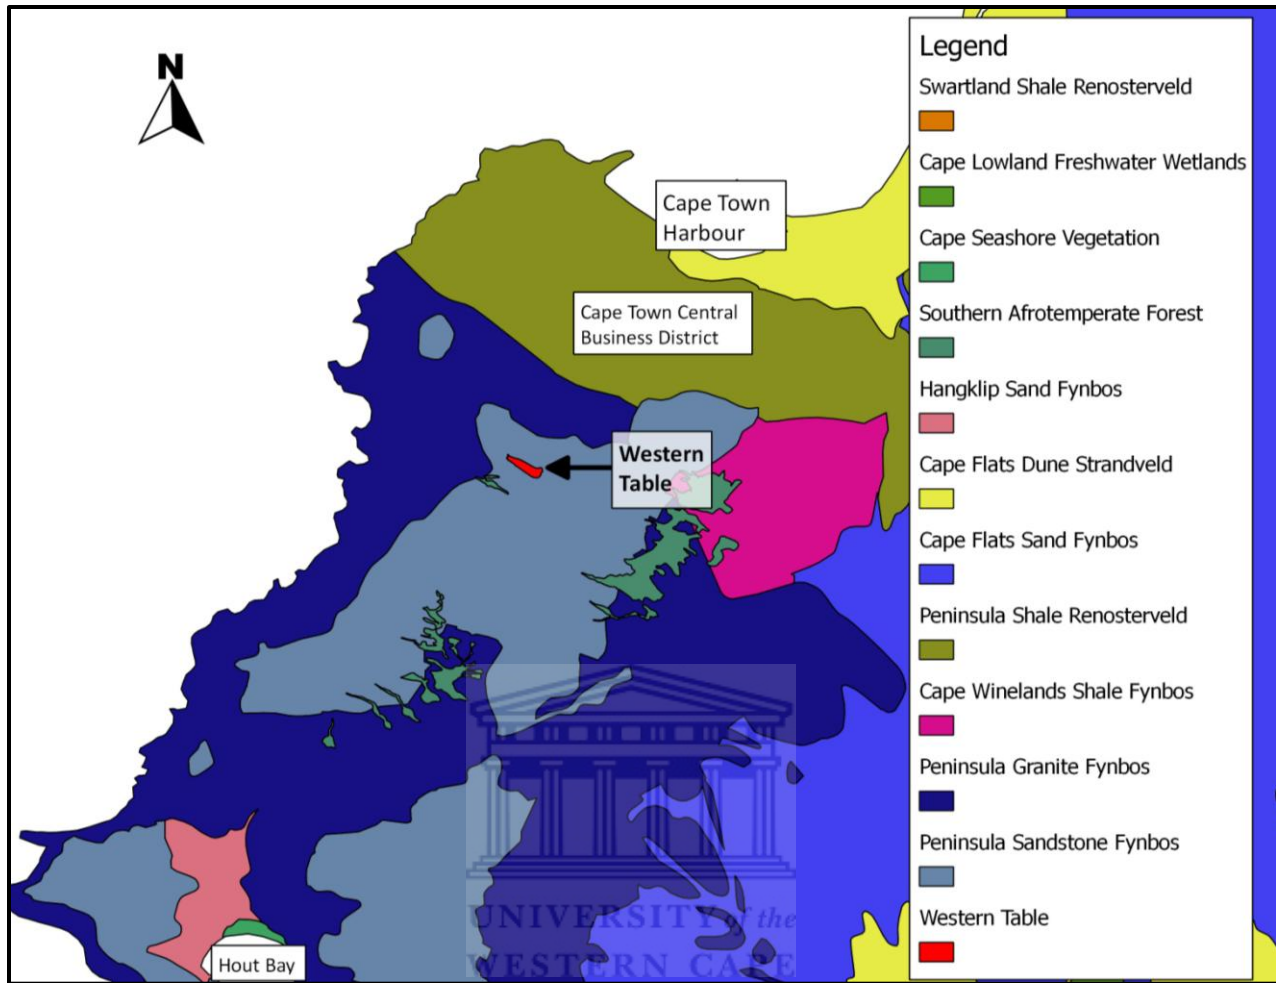 N
Cape Town
Harbour
Cape Town Central
Business District
Western
Table
Hout Bay
Legend
Swartland Shale Renosterveld
Cape Lowland Freshwater Wetlands
Cape Seashore Vegetation
Southern Afrotemperate Forest
Hangklip Sand Fynbos
Cape Flats Dune Strandveld
Cape Flats Sand Fynbos
Peninsula Shale Renosterveld
Cape Winelands Shale Fynbos
Peninsula Granite Fynbos
Peninsula Sandstone Fynbos
Western Table
UNIVERSITY of the
WESTERN CAPE